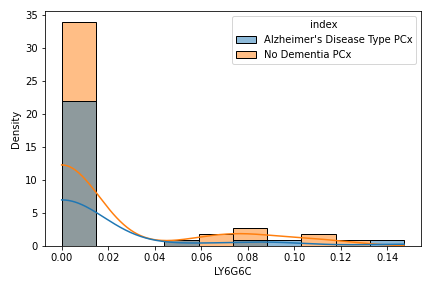 index
Alzheimer's Disease Type PCx
No Dementia PCx
Density
35
30
25
20
15
10
5
0
0.00 0.02 0.04 0.06 0.08 0.10 0.12 0.14
LY6G6C